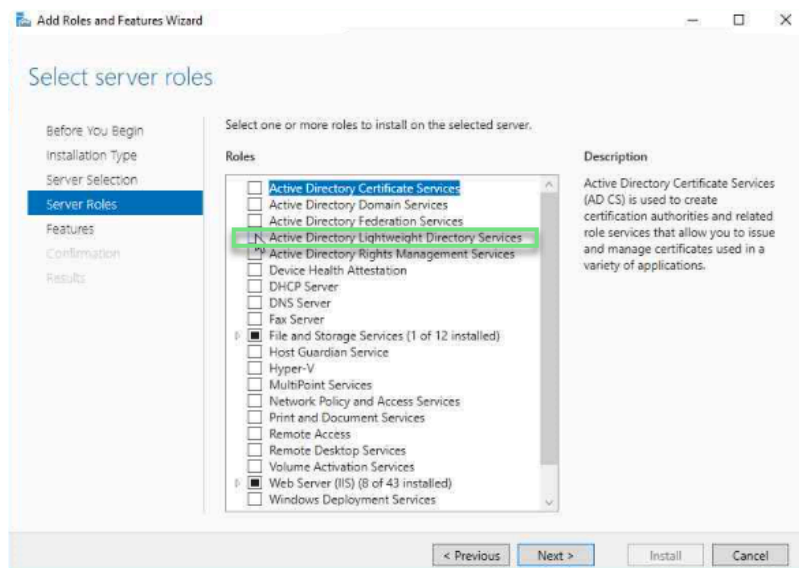 Add Roles and Features Wizard
Select server roles
Before You Begin
Installation Type
Server Selection
Server Roles
Features
Confirmation
Results
Select one or more roles to install on the selected server.
Roles
Active Directory Certificate Services
Active Directory Domain Services
Active Directory Federation Services
Active Directory Lightweight Directory Services
Active Directory Rights Management Services
Device Health Attestation
DHCP Server
DNS Server
Fax Server
File and Storage Services (1 of 12 installed)
Host Guardian Service
Hyper-V
MultiPoint Services
Network Policy and Access Services
Print and Document Services
Remote Access
Remote Desktop Services
Volume Activation Services
Web Server (IIS) (8 of 43 installed)
Windows Deployment Services
Description
Active Directory Certificate Services
(AD CS) is used to create
certification authorities and related
role services that allow you to issue
and manage certificates used in a
variety of applications.
< Previous
Next >
Install
Cancel